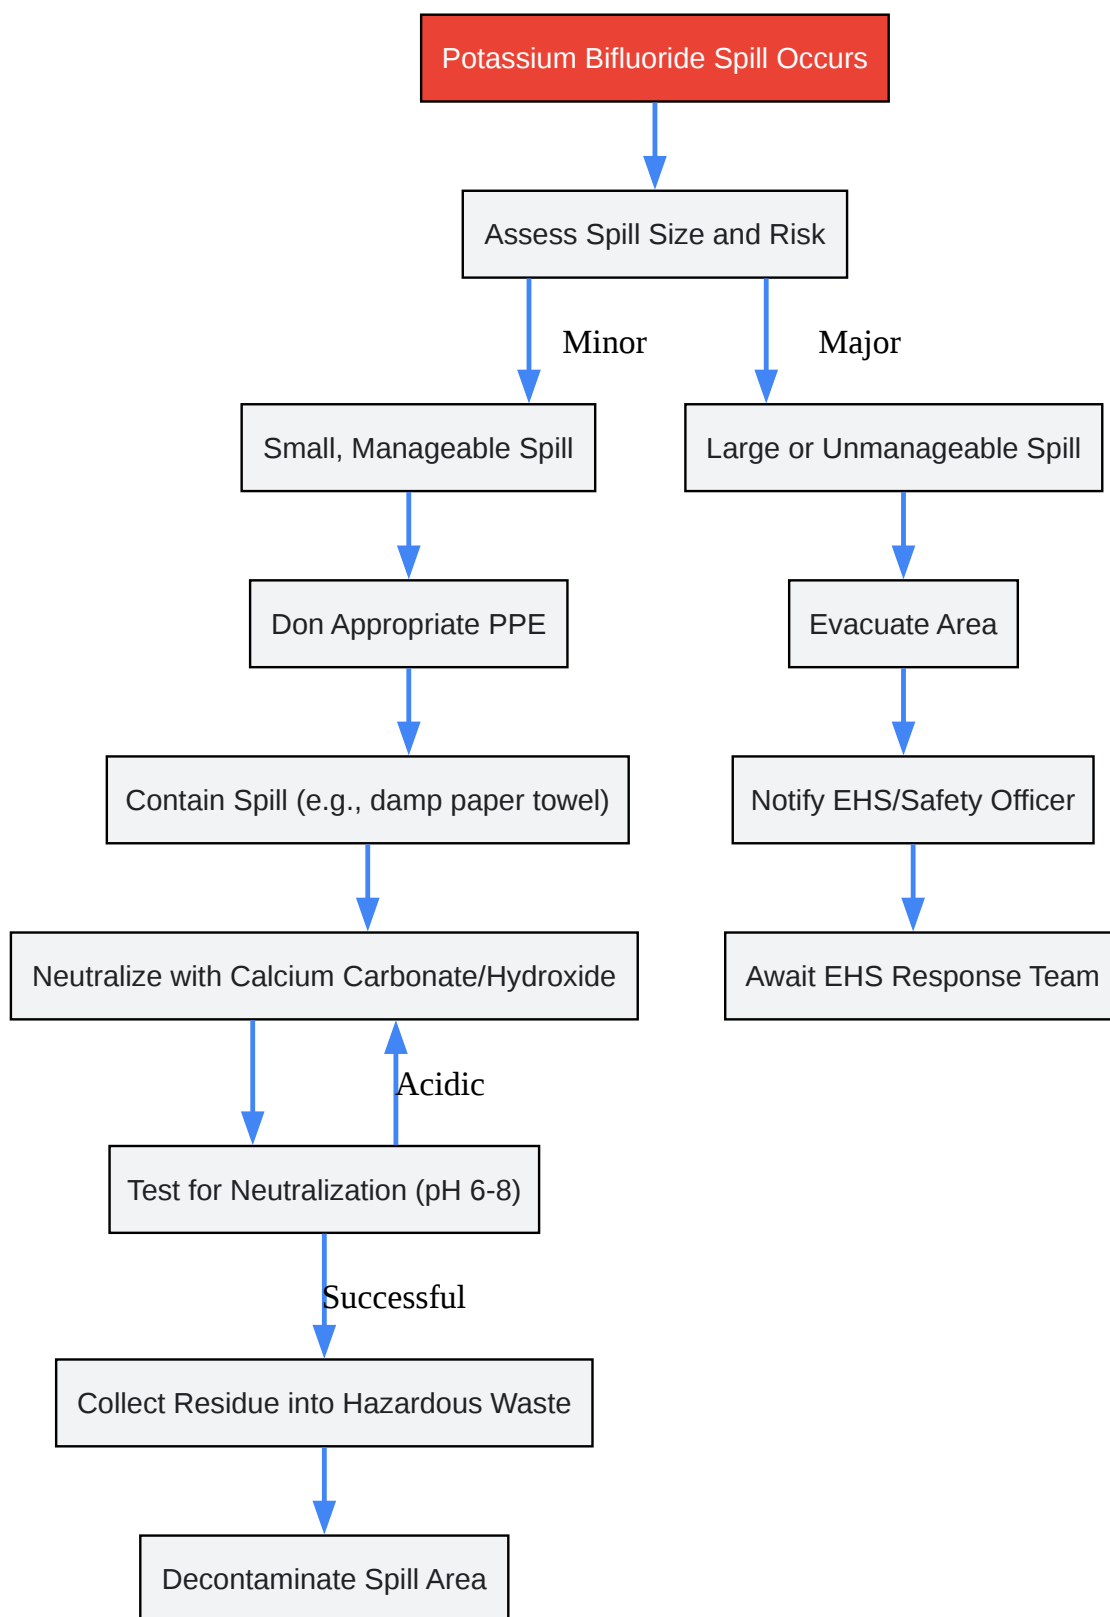 Potassium Bifluoride Spill Occurs
Assess Spill Size and Risk
Minor
Major
Small, Manageable Spill
Large or Unmanageable Spill
Don Appropriate PPE
Evacuate Area
Contain Spill (e.g., damp paper towel)
Notify EHS/Safety Officer
Neutralize with Calcium Carbonate/Hydroxide
Await EHS Response Team
Acidic
Test for Neutralization (pH 6-8)
Successful
Collect Residue into Hazardous Waste
Decontaminate Spill Area